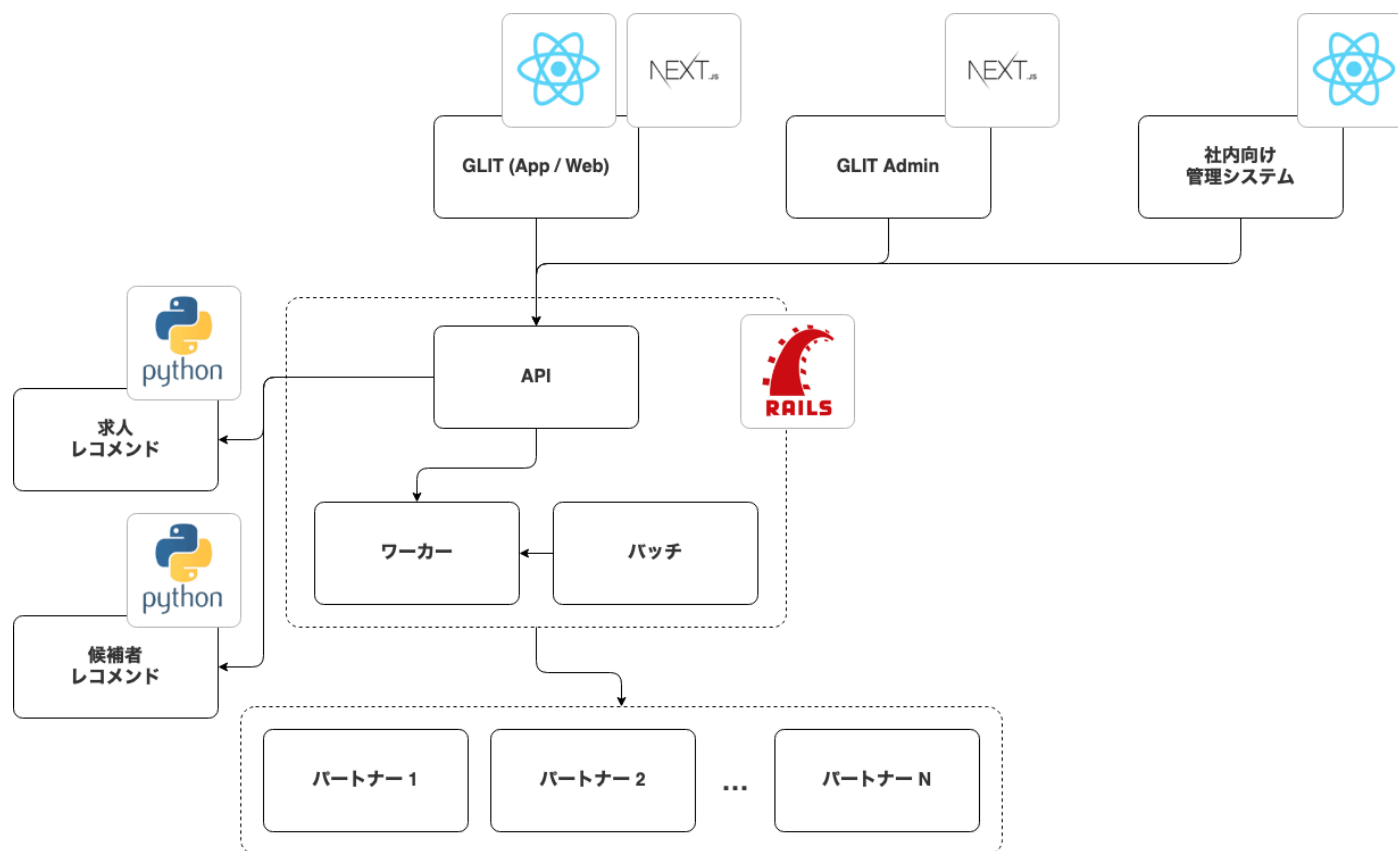 NEXT.JS
NEXT.JS
GLIT (App / Web)
GLIT Admin
社内向け
管理システム
python
求人
レコメンド
API
RAILS
ワーカー
バッチ
python
候補者
レコメンド
パートナー 1
パートナー 2
...
パートナー N